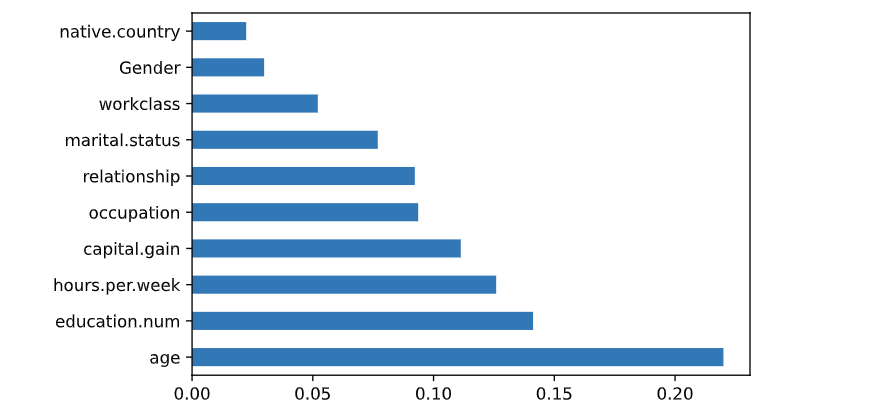 native.country
Gender
workclass
marital.status
relationship
occupation
capital.gain
hours.per.week
education.num
age
0.00 0.05 0.10 0.15 0.20